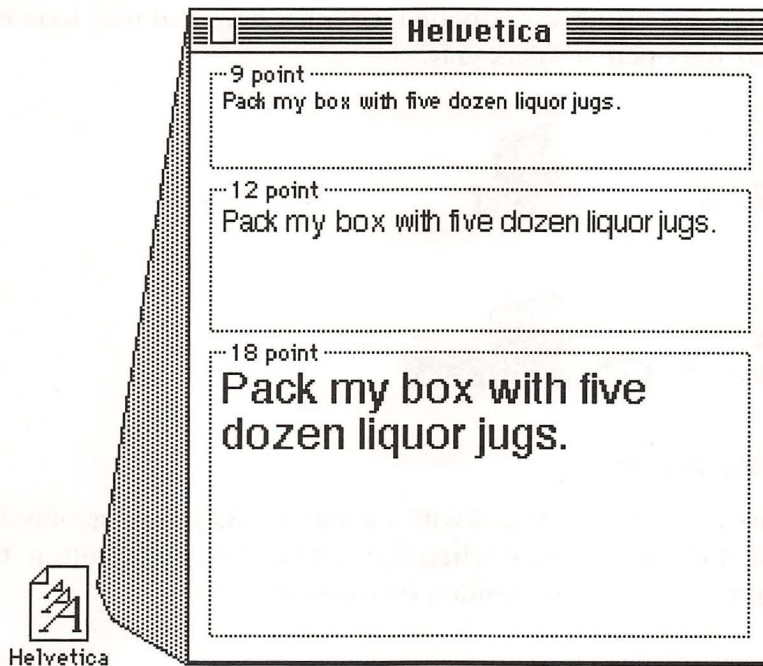 Helvetica
9 point
Pack my box with five dozen liquor jugs.
12 point
Pack my box with five dozen liquor jugs.
18 point
Pack my box with five
dozen liquor jugs.
Helvetica